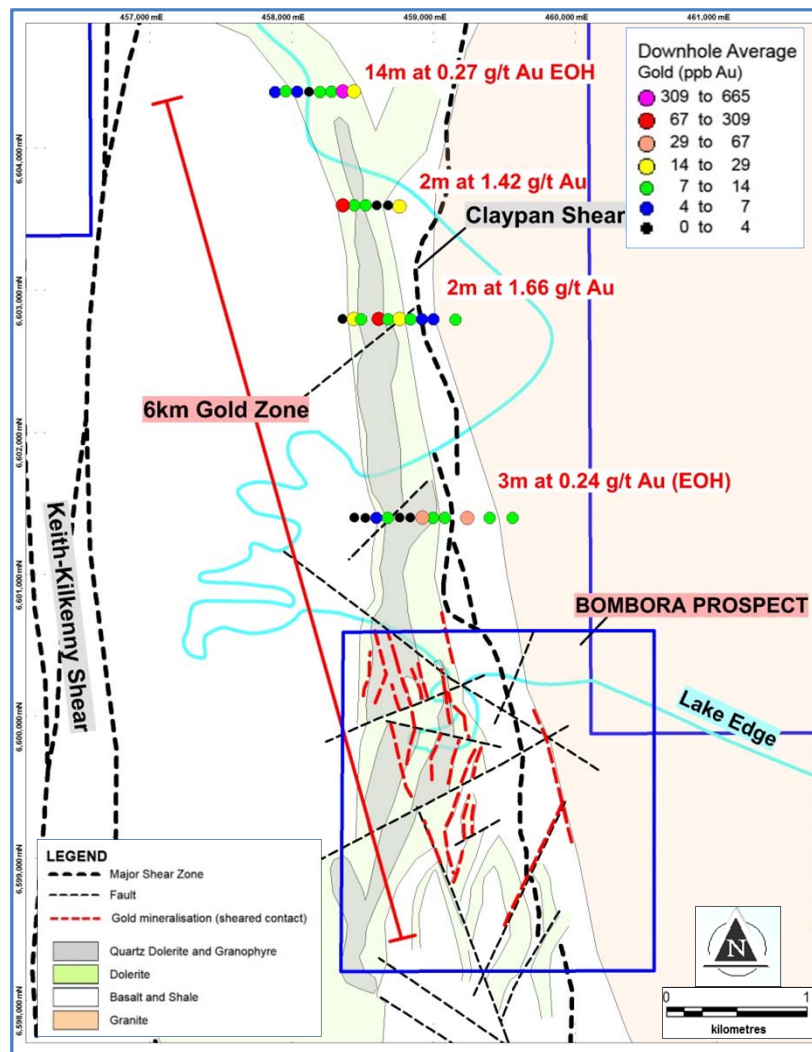 457,000 mE
458,000 mE
459,000 mE
460,000 mE
461,000 mE
Downhole Average
Gold (ppb Au)
309 to 665
67 to 309
29 to 67
14 to 29
7 to 14
4 to 7
0 to 4
14m at 0.27 g/t Au EOH
6,604,000 mN
2m at 1.42 g/t Au
Claypan Shear
6,603,000 mN
2m at 1.66 g/t Au
6km Gold Zone
6,602,000 mN
3m at 0.24 g/t Au (EOH)
Keith-Kilkenny Shear
6,601,000 mN
BOMBORA PROSPECT
6,600,000 mN
Lake Edge
6,599,000 mN
LEGEND
Major Shear Zone
Fault
Gold mineralisation (sheared contact)
Quartz Dolerite and Granophyre
Dolerite
Basalt and Shale
Granite
6,598,000 mN
N
0 1
kilometres